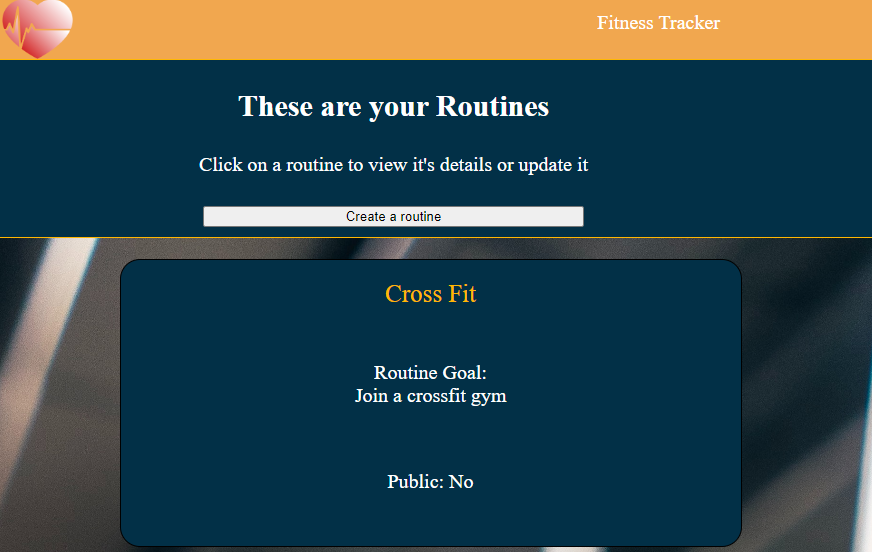 Fitness Tracker
These are your Routines
Click on a routine to view it's details or update it
Create a routine
Cross Fit
Routine Goal:
Join a crossfit gym
Public: No